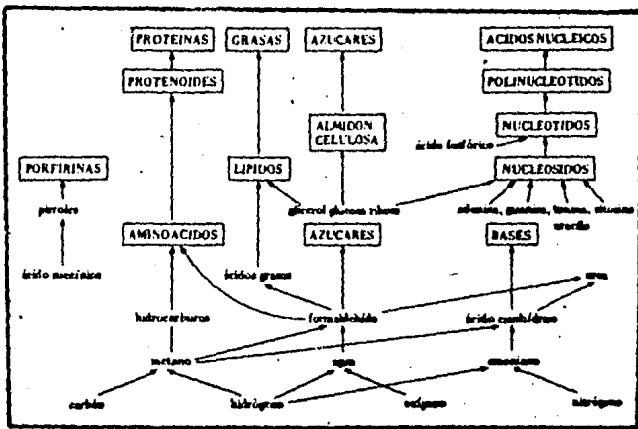 PROTEINAS GRASAS AZUCARES ACIDOS NUCLEICOS
PROTENOIDES POLINUCLEOTIDOS
ALMIDON
CELULOSA
NUCLEOTIDOS
ácido fosfórico
PORFIRINAS LIPIDOS NUCLEOSIDOS
pirroles glicerol glucosa ribosa adenina, guanina, timina, citosina
uracilo
AMINOACIDOS AZUCARES BASES
ácido succínico ácidos grasos urea
hidrocarburos formaldehido ácido cianhídrico
metano agua amoniaco
carbón hidrógeno oxígeno nitrógeno